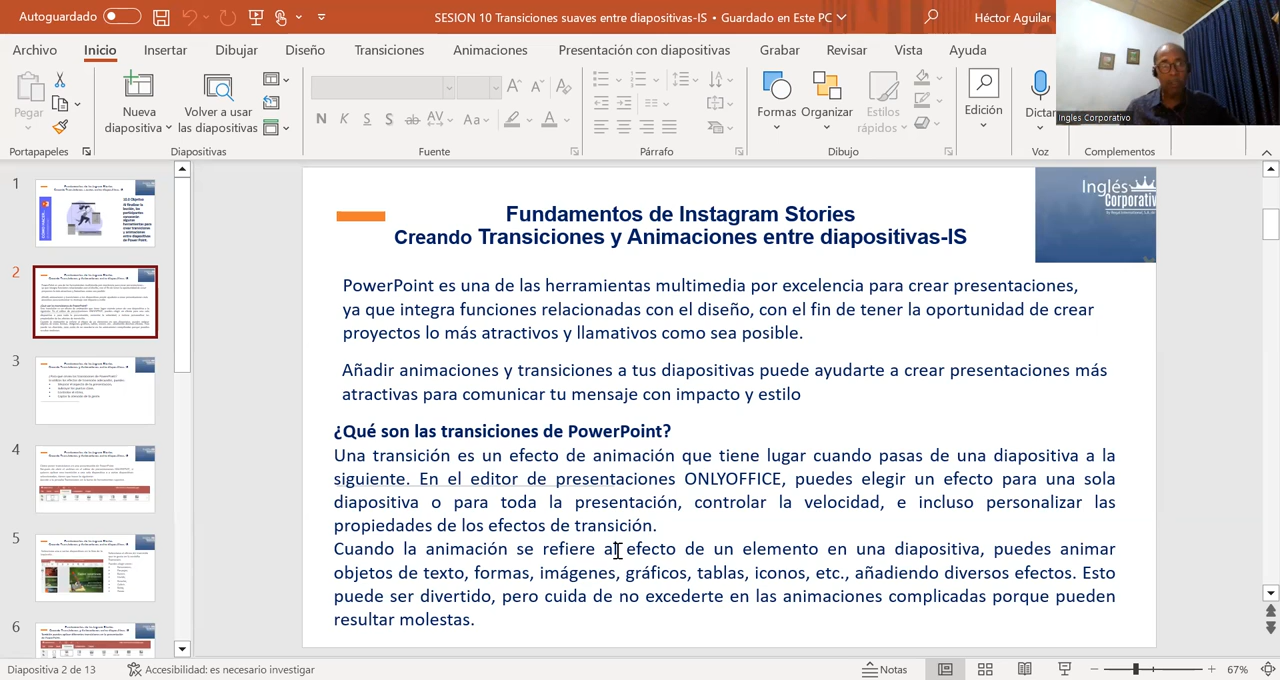 Autoguardado
SESION 10 Transiciones suaves entre diapositivas-IS • Guardado en Este PC
Héctor Aguilar
Archivo Inicio Insertar Dibujar Diseño Transiciones Animaciones Presentación con diapositivas Grabar Revisar Vista Ayuda
Pegar
Nueva diapositiva
Volver a usar las diapositivas
N K S S ab AV Aa A
Formas Organizar Estilos rápidos
Edición
Dictar
Portapapeles Diapositivas Fuente Párrafo Dibujo Voz Complementos
Ingles Corporativo
1
2
3
4
5
6
Inglés
Corporativo
Fundamentos de Instagram Stories
Creando Transiciones y Animaciones entre diapositivas-IS
PowerPoint es una de las herramientas multimedia por excelencia para crear presentaciones,
ya que integra funciones relacionadas con el diseño, con el fin de tener la oportunidad de crear
proyectos lo más atractivos y llamativos como sea posible.
Añadir animaciones y transiciones a tus diapositivas puede ayudarte a crear presentaciones más
atractivas para comunicar tu mensaje con impacto y estilo
¿Qué son las transiciones de PowerPoint?
Una transición es un efecto de animación que tiene lugar cuando pasas de una diapositiva a la
siguiente. En el editor de presentaciones ONLYOFFICE, puedes elegir un efecto para una sola
diapositiva o para toda la presentación, controlar la velocidad, e incluso personalizar las
propiedades de los efectos de transición.
Cuando la animación se refiere al efecto de un elemento en una diapositiva, puedes animar
objetos de texto, formas, imágenes, gráficos, tablas, iconos, etc., añadiendo diversos efectos. Esto
puede ser divertido, pero cuida de no excederte en las animaciones complicadas porque pueden
resultar molestas.
Diapositiva 2 de 13
Accesibilidad: es necesario investigar
Notas
67%